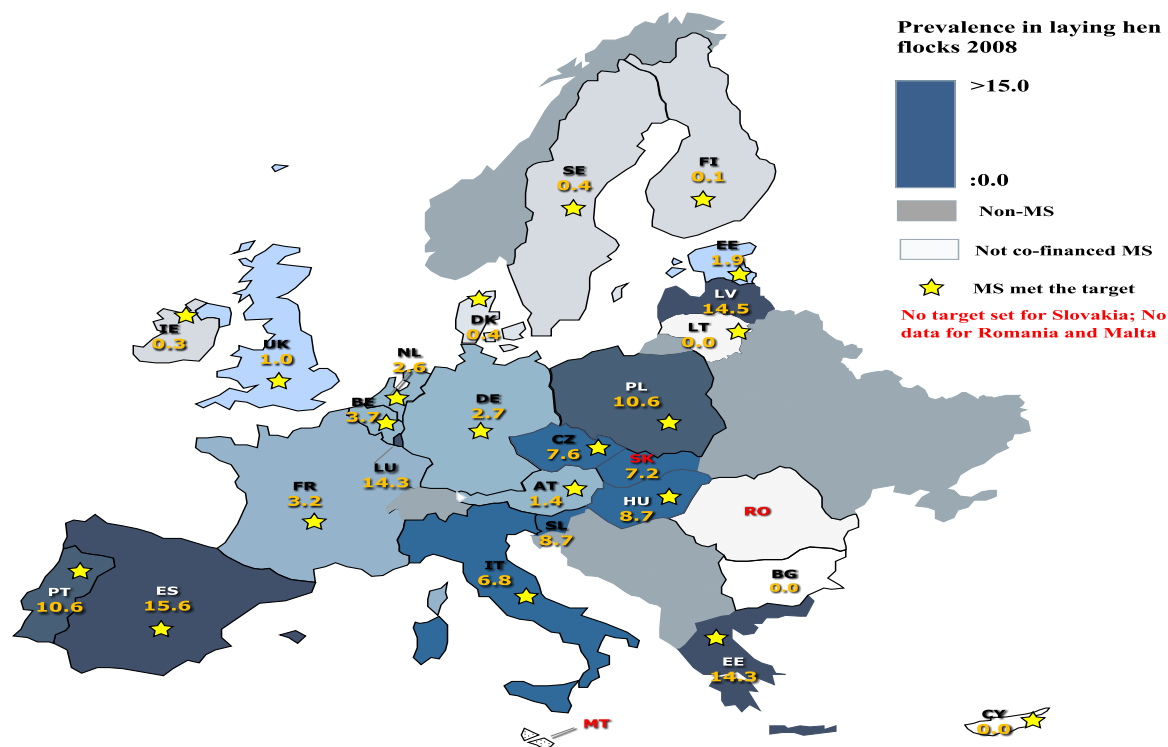 Prevalence in laying hen
flocks 2008
>15.0
:0.0
Non-MS
Not co-financed MS
MS met the target
No target set for Slovakia; No
data for Romania and Malta
FI
0.1
SE
0.4
EE
1.9
LV
14.5
LT
0.0
DK
0.4
IE
0.3
UK
1.0
NL
2.6
BE
3.7
DE
2.7
PL
10.6
CZ
7.6
SK
7.2
LU
14.3
AT
1.4
HU
8.7
FR
3.2
SL
8.7
RO
IT
6.8
BG
0.0
PT
10.6
ES
15.6
EE
14.3
MT
CY
0.0